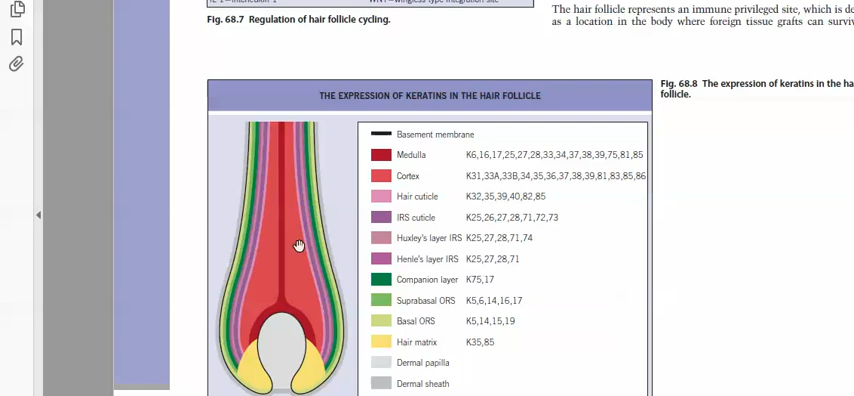 The hair follicle represents an immune privileged site, which is de
as a location in the body where foreign tissue grafts can surviv
Fig. 68.7 Regulation of hair follicle cycling.
THE EXPRESSION OF KERATINS IN THE HAIR FOLLICLE
Fig. 68.8 The expression of keratins in the ha
follicle.
Basement membrane
Medulla K6,16,17,25,27,28,33,34,37,38,39,75,81,85
Cortex K31,33A,33B,34,35,36,37,38,39,81,83,85,86
Hair cuticle K32,35,39,40,82,85
IRS cuticle K25,26,27,28,71,72,73
Huxley's layer IRS K25,27,28,71,74
Henle's layer IRS K25,27,28,71
Companion layer K75,17
Suprabasal ORS K5,6,14,16,17
Basal ORS K5,14,15,19
Hair matrix K35,85
Dermal papilla
Dermal sheath